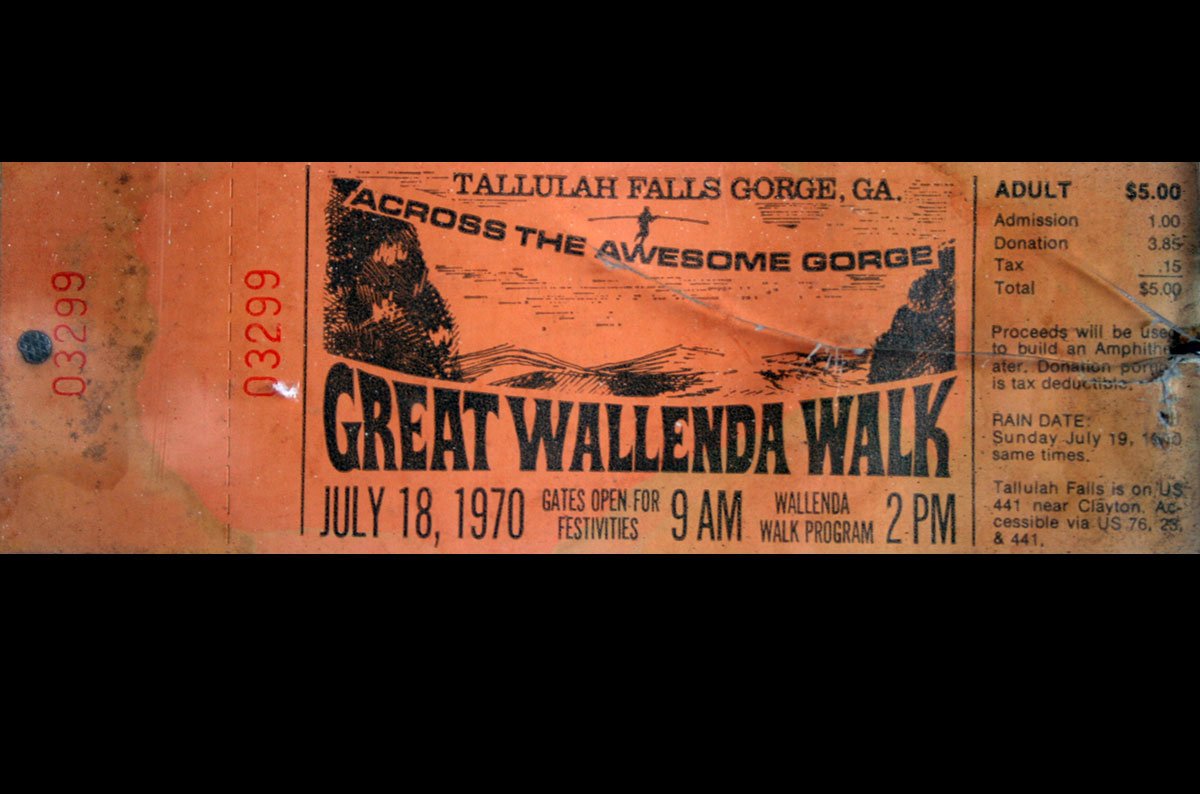 03299
03299
TALLULAH FALLS GORGE, GA.
ACROSS THE AWESOME GORGE
GREAT WALLENDA WALK
JULY 18, 1970
GATES OPEN FOR
FESTIVITIES
9 AM
WALLENDA
WALK PROGRAM
2 PM
ADULT $5.00
Admission 1.00
Donation 3.85
Tax .15
Total $5.00
Proceeds will be used
to build an Amphithe-
ater. Donation
is tax deductible.
RAIN DATE:
Sunday July 19,
same times.
Tallulah Falls is on US
441 near Clayton. Ac-
cessible via US 76, 23,
& 441.